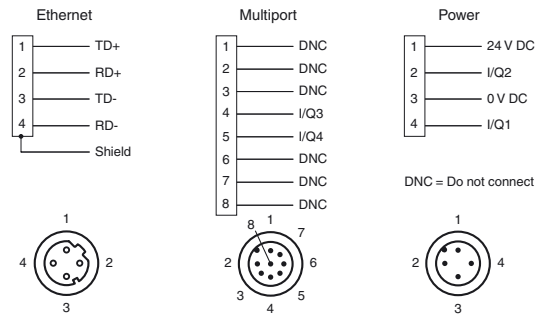 Ethernet
1 TD+
2 RD+
3 TD-
4 RD-
Shield
Multiport
1 DNC
2 DNC
3 DNC
4 I/Q3
5 I/Q4
6 DNC
7 DNC
8 DNC
Power
1 24 V DC
2 I/Q2
3 0 V DC
4 I/Q1
DNC = Do not connect
1
4 2
3
8 1 7
2 6
3 5
4
1
2 4
3